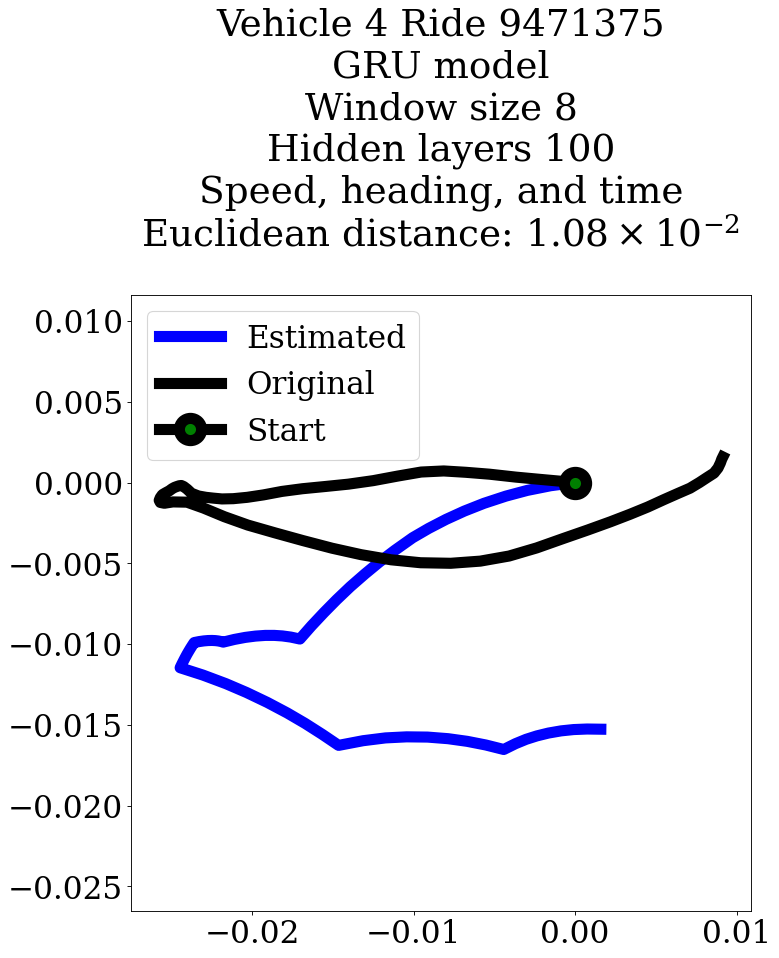 Vehicle 4 Ride 9471375
GRU model
Window size 8
Hidden layers 100
Speed, heading, and time
Euclidean distance: 1.08 × 10⁻²
Estimated
Original
Start
0.010
0.005
0.000
−0.005
−0.010
−0.015
−0.020
−0.025
−0.02 −0.01 0.00 0.01